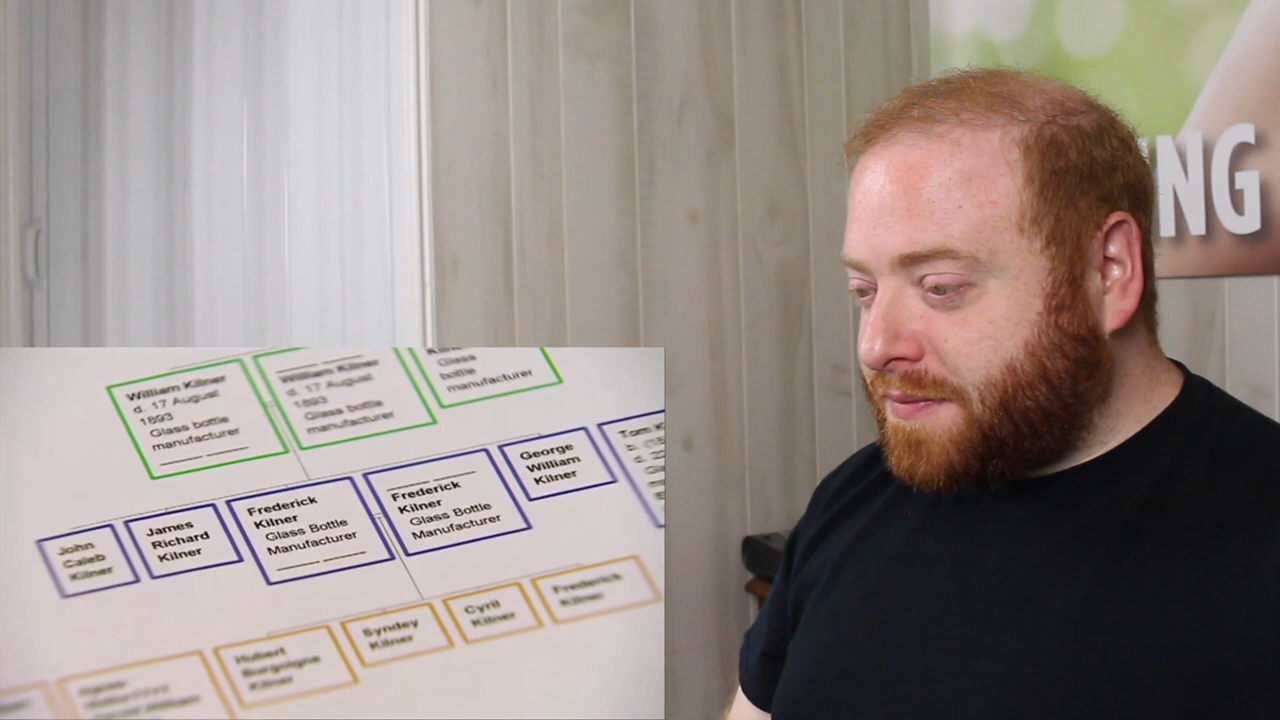 NG
William Kilner
d. 17 August
1893
Glass bottle
manufacturer
William Kilner
d. 17 August
1893
Glass bottle
manufacturer
Glass
bottle
manufacturer
John
Caleb
Kilner
James
Richard
Kilner
Frederick
Kilner
Glass Bottle
Manufacturer
Frederick
Kilner
Glass Bottle
Manufacturer
George
William
Kilner
Tom
Hubert
Burgoigne
Kilner
Syndey
Kilner
Cyril
Kilner
Frederick
Kilner